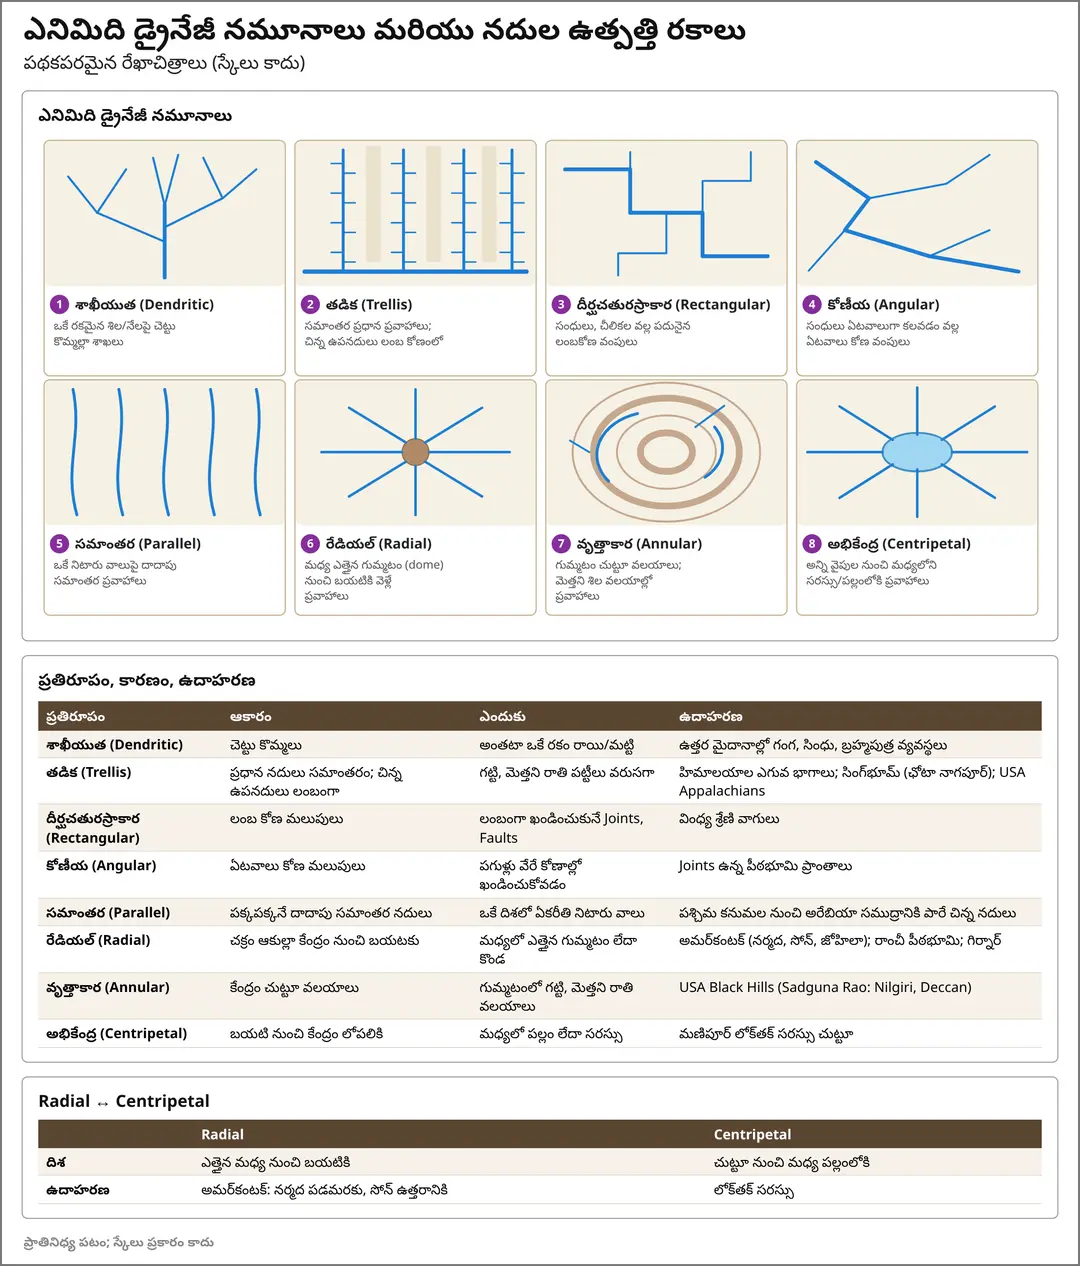 ఎనిమిది డ్రైనేజీ నమూనాలు మరియు నదుల ఉత్పత్తి రకాలు
పథకపరమైన రేఖాచిత్రాలు (స్కేలు కాదు)
ఎనిమిది డ్రైనేజీ నమూనాలు
1 శాఖీయుత (Dendritic)
ఒకే రకమైన శిల/నేలపై చెట్టు
కొమ్మల్లా శాఖలు
2 తడిక (Trellis)
సమాంతర ప్రధాన ప్రవాహాలు;
చిన్న ఉపనదులు లంబ కోణంలో
3 దీర్ఘచతురస్రాకార (Rectangular)
సంధులు, చీలికల వల్ల పదునైన
లంబకోణ వంపులు
4 కోణీయ (Angular)
సంధులు ఏటవాలుగా కలవడం వల్ల
ఏటవాలు కోణ వంపులు
5 సమాంతర (Parallel)
ఒకే నిటారు వాలుపై దాదాపు
సమాంతర ప్రవాహాలు
6 రేడియల్ (Radial)
మధ్య ఎత్తైన గుమ్మటం (dome)
నుంచి బయటికి వెళ్లే
ప్రవాహాలు
7 వృత్తాకార (Annular)
గుమ్మటం చుట్టూ వలయాలు;
మెత్తని శిల వలయాల్లో
ప్రవాహాలు
8 అభికేంద్ర (Centripetal)
అన్ని వైపుల నుంచి మధ్యలోని
సరస్సు/పల్లంలోకి ప్రవాహాలు
ప్రతిరూపం, కారణం, ఉదాహరణ
ప్రతిరూపం ఆకారం ఎందుకు ఉదాహరణ
శాఖీయుత (Dendritic) చెట్టు కొమ్మలు అంతటా ఒకే రకం రాయి/మట్టి ఉత్తర మైదానాల్లో గంగ, సింధు, బ్రహ్మపుత్ర వ్యవస్థలు
తడిక (Trellis) ప్రధాన నదులు సమాంతరం; చిన్న గట్టి, మెత్తని రాతి పట్టీలు వరుసగా హిమాలయాల ఎగువ భాగాలు; సింగ్‌భూమ్ (ఛోటా నాగపూర్); USA
ఉపనదులు లంబంగా Appalachians
దీర్ఘచతురస్రాకార లంబ కోణ మలుపులు లంబంగా ఖండించుకునే Joints, వింధ్య శ్రేణి వాగులు
(Rectangular) Faults
కోణీయ (Angular) ఏటవాలు కోణ మలుపులు పగుళ్లు వేరే కోణాల్లో Joints ఉన్న పీఠభూమి ప్రాంతాలు
ఖండించుకోవడం
సమాంతర (Parallel) పక్కపక్కనే దాదాపు సమాంతర నదులు ఒకే దిశలో ఏకరీతి నిటారు వాలు పశ్చిమ కనుమల నుంచి అరేబియా సముద్రానికి పారే చిన్న నదులు
రేడియల్ (Radial) చక్రం ఆకుల్లా కేంద్రం నుంచి బయటకు మధ్యలో ఎత్తైన గుమ్మటం లేదా అమర్‌కంటక్ (నర్మద, సోన్, జోహిలా); రాంచీ పీఠభూమి; గిర్నార్
కొండ
వృత్తాకార (Annular) కేంద్రం చుట్టూ వలయాలు గుమ్మటంలో గట్టి, మెత్తని రాతి USA Black Hills (Sadguna Rao: Nilgiri, Deccan)
వలయాలు
అభికేంద్ర (Centripetal) బయటి నుంచి కేంద్రం లోపలికి మధ్యలో పల్లం లేదా సరస్సు మణిపూర్ లోక్‌తక్ సరస్సు చుట్టూ
Radial ↔ Centripetal
Radial Centripetal
దిశ ఎత్తైన మధ్య నుంచి బయటికి చుట్టూ నుంచి మధ్య పల్లంలోకి
ఉదాహరణ అమర్‌కంటక్: నర్మద పడమరకు, సోన్ ఉత్తరానికి లోక్‌తక్ సరస్సు
ప్రాతినిధ్య పటం; స్కేలు ప్రకారం కాదు